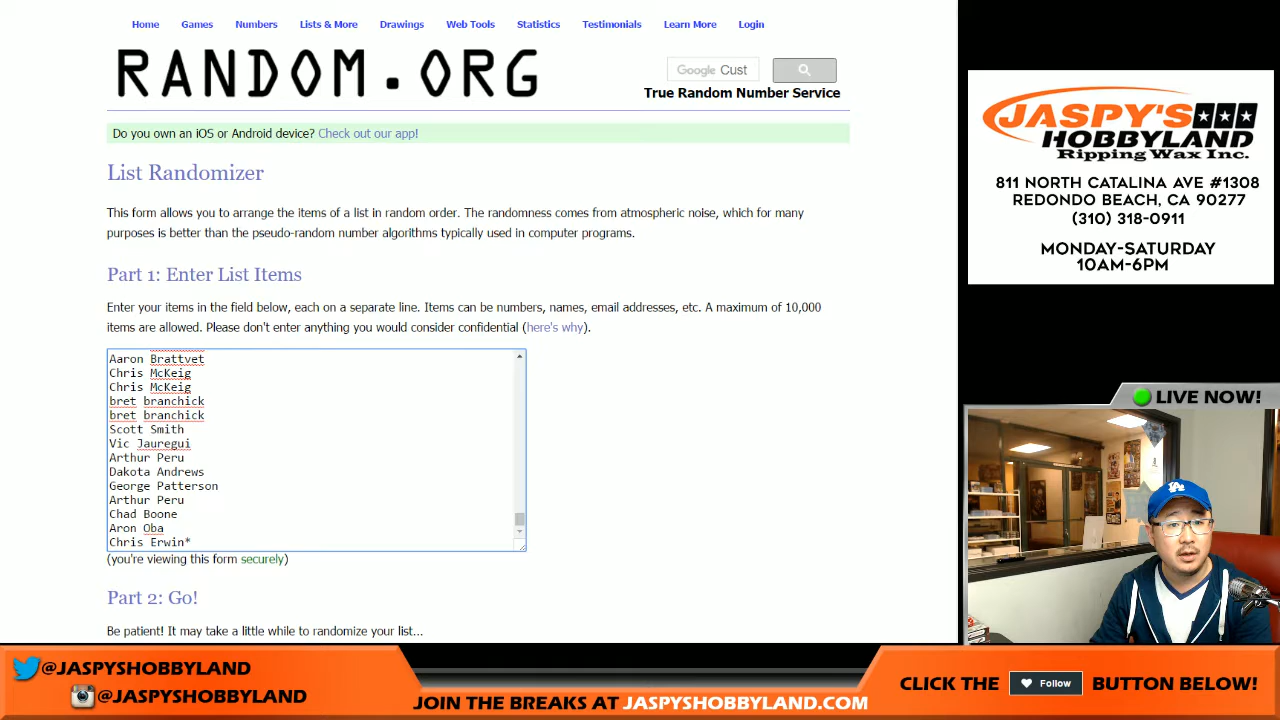 Home Games Numbers Lists & More Drawings Web Tools Statistics Testimonials Learn More Login
RANDOM.ORG
Google Cust
True Random Number Service
Do you own an iOS or Android device? Check out our app!
List Randomizer
This form allows you to arrange the items of a list in random order. The randomness comes from atmospheric noise, which for many
purposes is better than the pseudo-random number algorithms typically used in computer programs.
Part 1: Enter List Items
Enter your items in the field below, each on a separate line. Items can be numbers, names, email addresses, etc. A maximum of 10,000
items are allowed. Please don't enter anything you would consider confidential (here's why).
Aaron Brattvet
Chris McKeig
Chris McKeig
bret branchick
bret branchick
Scott Smith
Vic Jauregui
Arthur Peru
Dakota Andrews
George Patterson
Arthur Peru
Chad Boone
Aron Oba
Chris Erwin*
(you're viewing this form securely)
Part 2: Go!
Be patient! It may take a little while to randomize your list...
JASPY'S
HOBBYLAND
Ripping Wax Inc.
811 NORTH CATALINA AVE #1308
REDONDO BEACH, CA 90277
(310) 318-0911
MONDAY-SATURDAY
10AM-6PM
LIVE NOW!
LA
@JASPYSHOBBYLAND
@JASPYSHOBBYLAND
JOIN THE BREAKS AT JASPYSHOBBYLAND.COM
CLICK THE Follow BUTTON BELOW!